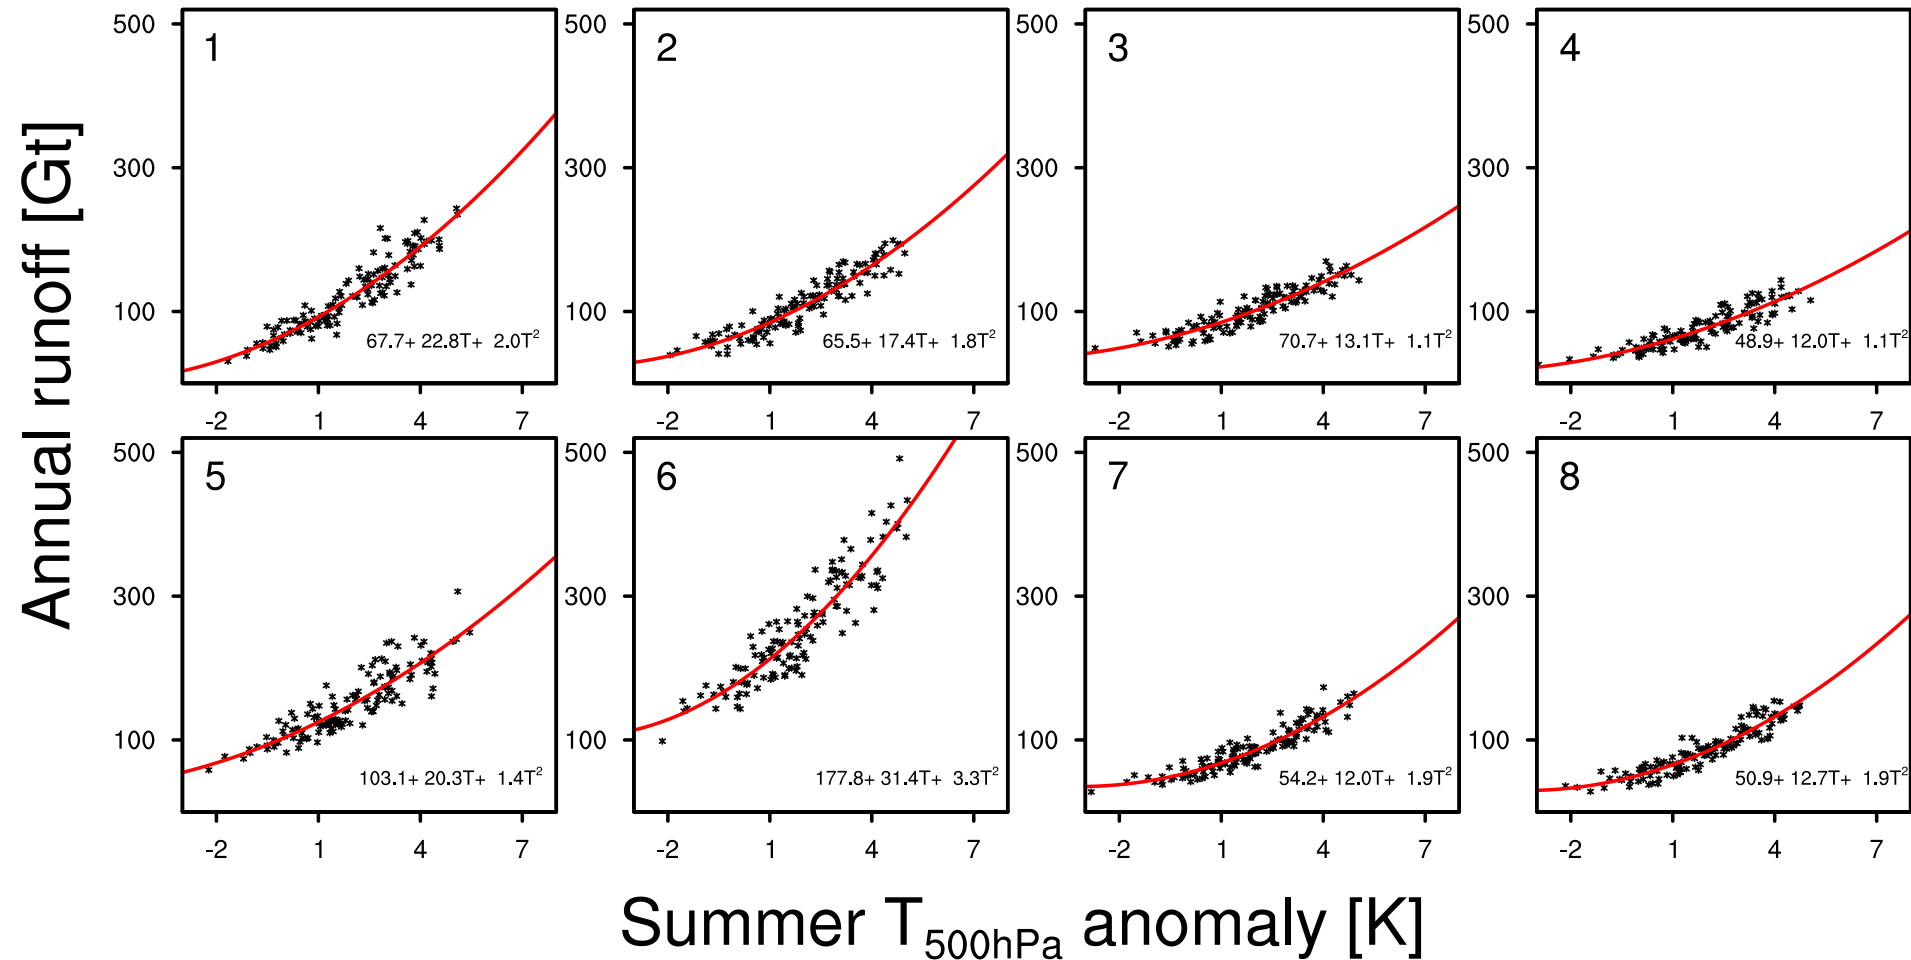 Annual runoff [Gt]
500 500 500 500
1 2 3 4
300 300 300 300
100 100 100 100
67.7+ 22.8T+ 2.0T² 65.5+ 17.4T+ 1.8T² 70.7+ 13.1T+ 1.1T² 48.9+ 12.0T+ 1.1T²
-2 1 4 7 -2 1 4 7 -2 1 4 7 -2 1 4 7
500 500 500 500
5 6 7 8
300 300 300 300
100 100 100 100
103.1+ 20.3T+ 1.4T² 177.8+ 31.4T+ 3.3T² 54.2+ 12.0T+ 1.9T² 50.9+ 12.7T+ 1.9T²
-2 1 4 7 -2 1 4 7 -2 1 4 7 -2 1 4 7
Summer T500hPa anomaly [K]